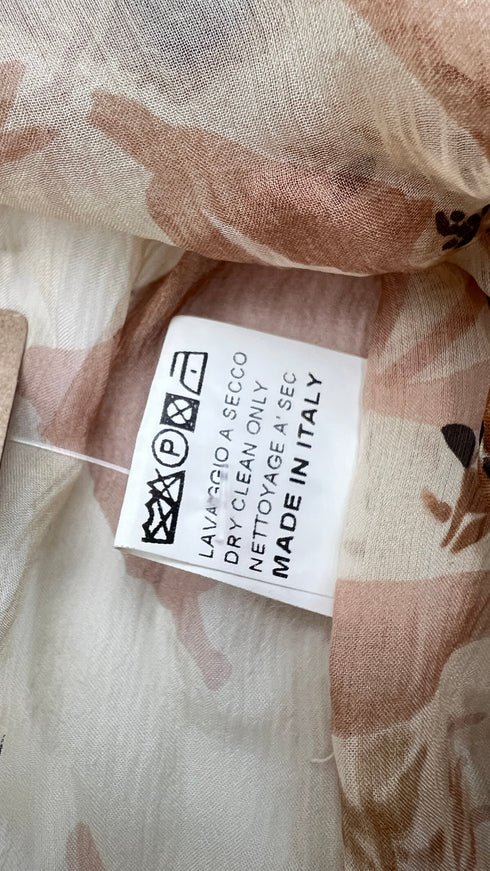 P
LAVAGGIO A SECCO
DRY CLEAN ONLY
NETTOYAGE A' SEC
MADE IN ITALY